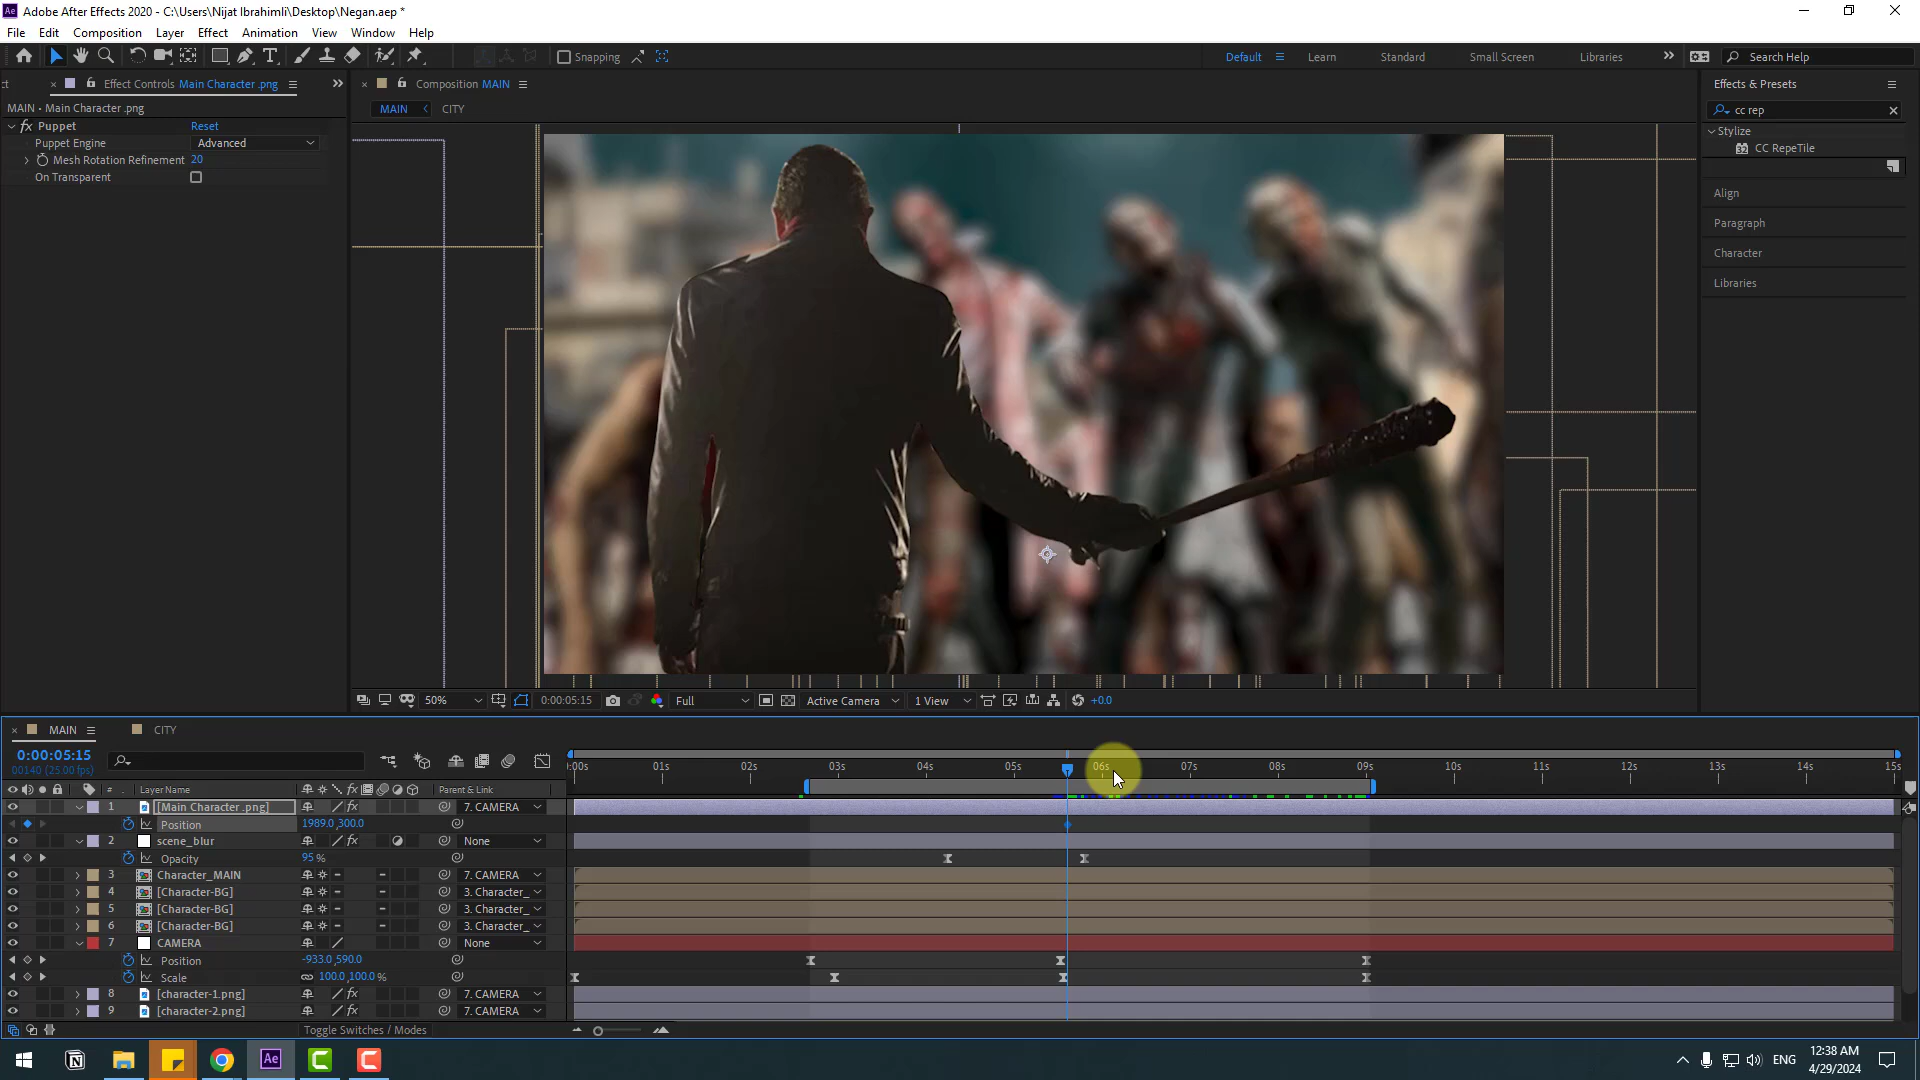 Adobe After Effects 2020 - C:\Users\Nijat Ibrahimli\Desktop\Negan.aep *
File Edit Composition Layer Effect Animation View Window Help
Snapping
Default Learn Standard Small Screen Libraries Search Help
Effect Controls Main Character .png
MAIN • Main Character .png
fx Puppet Reset
Puppet Engine Advanced
Mesh Rotation Refinement 20
On Transparent
Composition MAIN
MAIN CITY
Effects & Presets
cc rep
Stylize
CC RepeTile
Align
Paragraph
Character
Libraries
50% 0:00:05:15 Full Active Camera 1 View +0.0
MAIN CITY
0:00:05:15
00140 (25.00 fps)
:00s 01s 02s 03s 04s 05s 06s 07s 08s 09s 10s 11s 12s 13s 14s 15s
# Layer Name Parent & Link
1 [Main Character .png] 7. CAMERA
Position 1989.0,300.0
2 scene_blur None
Opacity 95 %
3 Character_MAIN 7. CAMERA
4 [Character-BG] 3. Character_
5 [Character-BG] 3. Character_
6 [Character-BG] 3. Character_
7 CAMERA None
Position -933.0,590.0
Scale 100.0,100.0 %
8 [character-1.png] 7. CAMERA
9 [character-2.png] 7. CAMERA
Toggle Switches / Modes
ENG 12:38 AM
4/29/2024